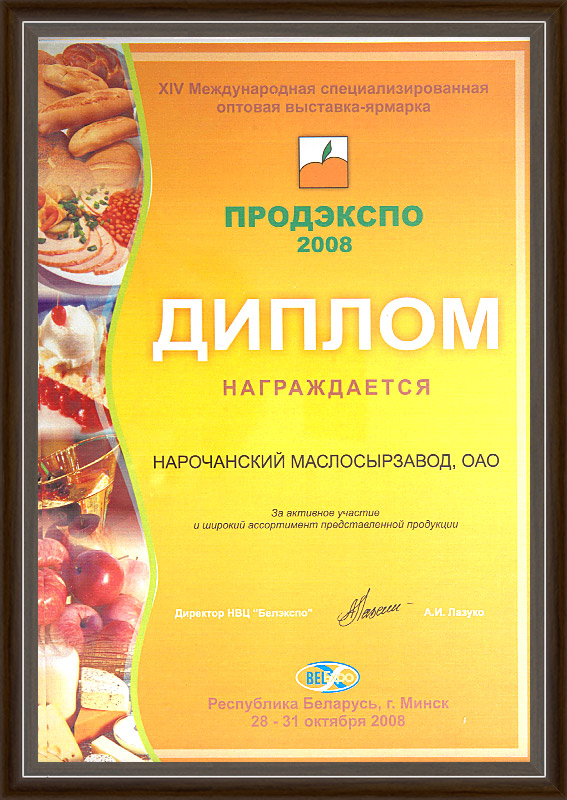 XIV Международная специализированная
оптовая выставка-ярмарка
ПРОДЭКСПО
2008
ДИПЛОМ
НАГРАЖДАЕТСЯ
НАРОЧАНСКИЙ МАСЛОСЫРЗАВОД, ОАО
За активное участие
и широкий ассортимент представленной продукции
Директор НВЦ "Белэкспо" А.И. Лазуко
BELEXPO
Республика Беларусь, г. Минск
28 - 31 октября 2008